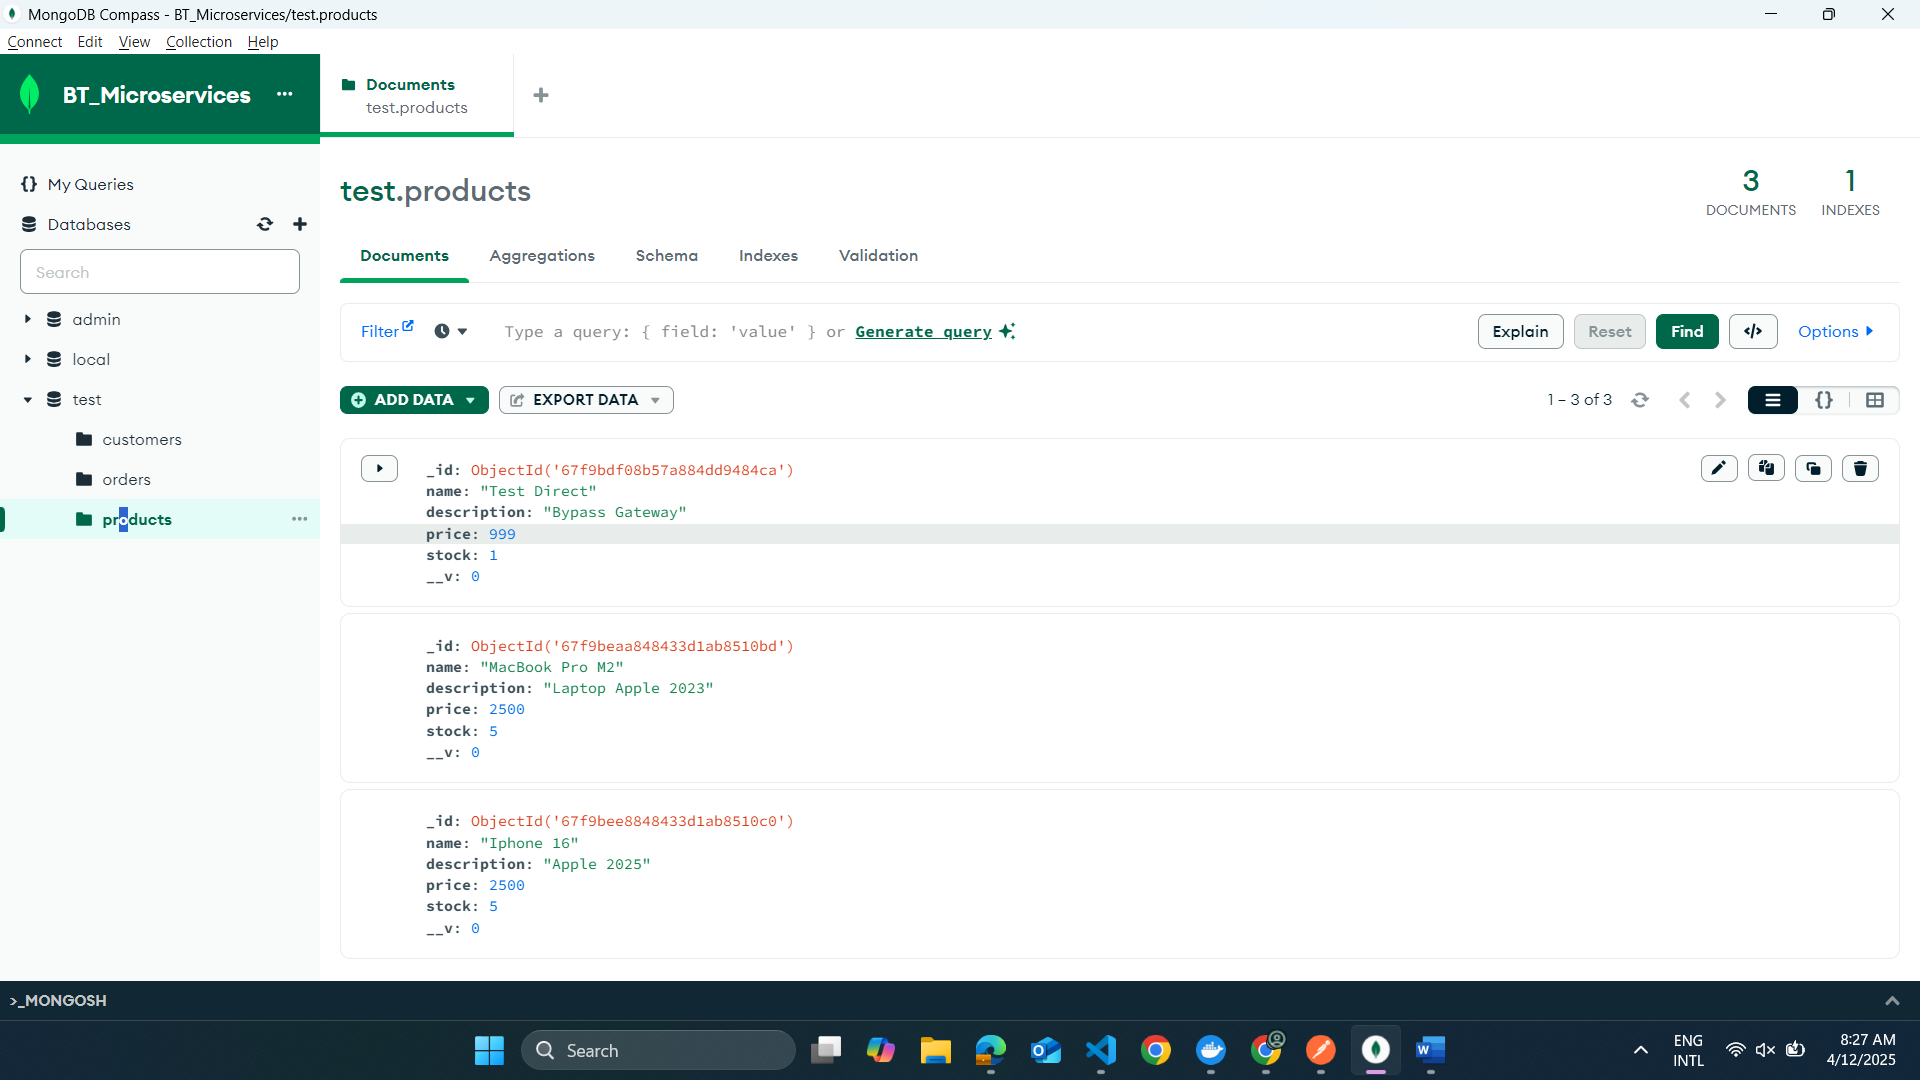 MongoDB Compass - BT_Microservices/test.products
Connect Edit View Collection Help
BT_Microservices ···
Documents
test.products
My Queries
Databases
Search
admin
local
test
customers
orders
products
test.products
3
DOCUMENTS
1
INDEXES
Documents Aggregations Schema Indexes Validation
Filter Type a query: { field: 'value' } or Generate query Explain Reset Find </> Options
ADD DATA EXPORT DATA 1 – 3 of 3 {}
_id: ObjectId('67f9bdf08b57a884dd9484ca')
name: "Test Direct"
description: "Bypass Gateway"
price: 999
stock: 1
__v: 0
_id: ObjectId('67f9beaa848433d1ab8510bd')
name: "MacBook Pro M2"
description: "Laptop Apple 2023"
price: 2500
stock: 5
__v: 0
_id: ObjectId('67f9bee8848433d1ab8510c0')
name: "Iphone 16"
description: "Apple 2025"
price: 2500
stock: 5
__v: 0
>_MONGOSH
Search
ENG
INTL
8:27 AM
4/12/2025